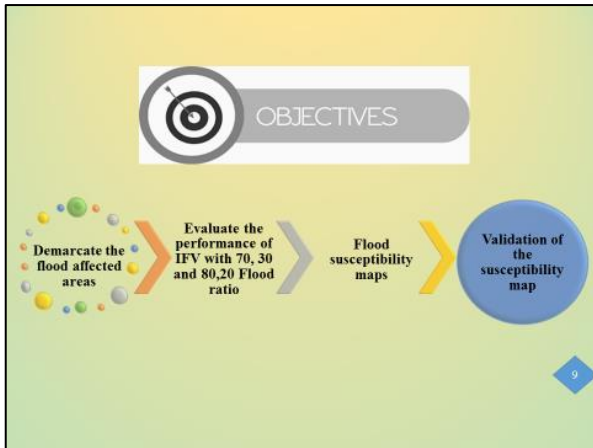 OBJECTIVES
Demarcate the
flood affected
areas
Evaluate the
performance of
IFV with 70, 30
and 80,20 Flood
ratio
Flood
susceptibility
maps
Validation of
the
susceptibility
map
9